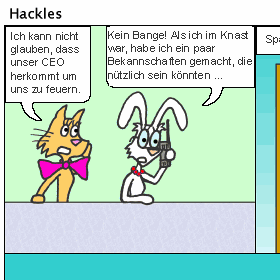 Hackles
Ich kann nicht
glauben, dass
unser CEO
herkommt um
uns zu feuern.
Kein Bange! Als ich im Knast
war, habe ich ein paar
Bekannschaften gemacht, die
nützlich sein könnten ...